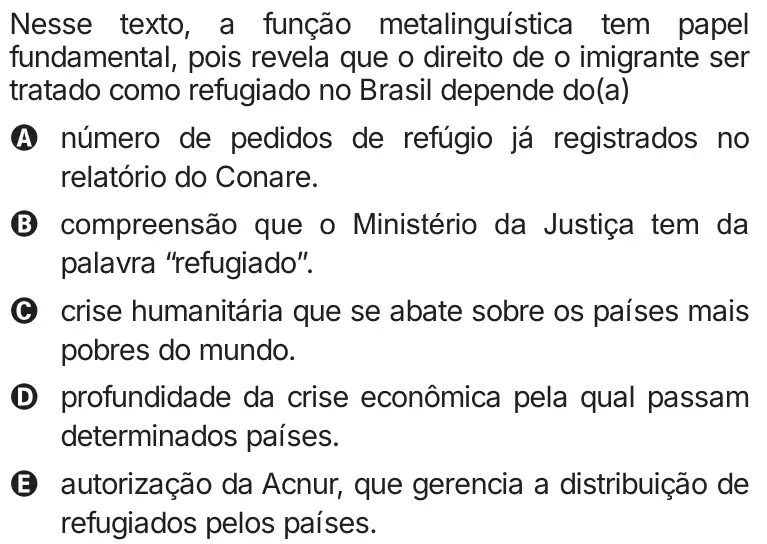 Nesse texto, a função metalinguística tem papel
fundamental, pois revela que o direito de o imigrante ser
tratado como refugiado no Brasil depende do(a)
A número de pedidos de refúgio já registrados no
relatório do Conare.
B compreensão que o Ministério da Justiça tem da
palavra “refugiado”.
C crise humanitária que se abate sobre os países mais
pobres do mundo.
D profundidade da crise econômica pela qual passam
determinados países.
E autorização da Acnur, que gerencia a distribuição de
refugiados pelos países.